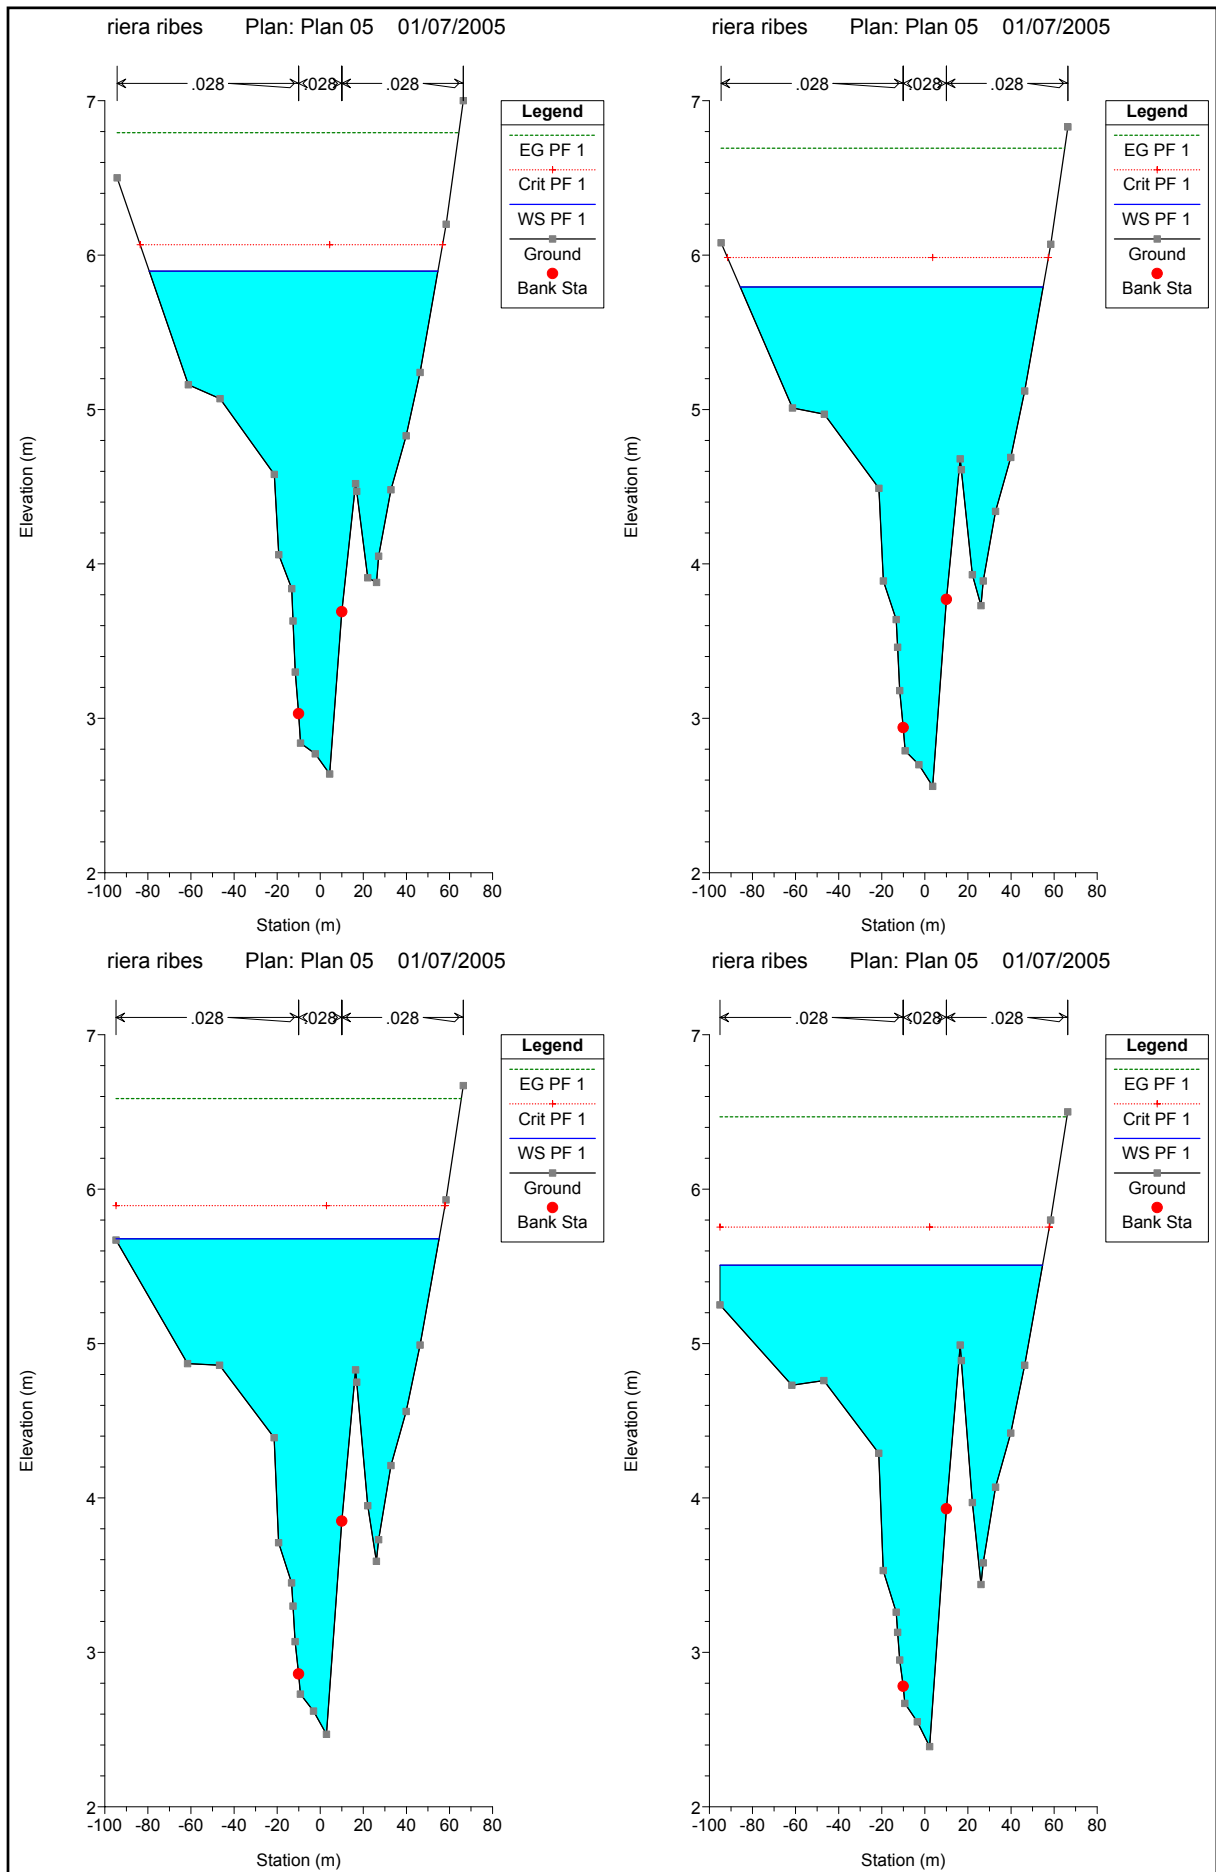 riera ribes Plan: Plan 05 01/07/2005
.028 .028 .028
Legend
EG PF 1
Crit PF 1
WS PF 1
Ground
Bank Sta
7
6
5
4
3
2
Elevation (m)
-100 -80 -60 -40 -20 0 20 40 60 80
Station (m)
riera ribes Plan: Plan 05 01/07/2005
.028 .028 .028
Legend
EG PF 1
Crit PF 1
WS PF 1
Ground
Bank Sta
7
6
5
4
3
2
Elevation (m)
-100 -80 -60 -40 -20 0 20 40 60 80
Station (m)
riera ribes Plan: Plan 05 01/07/2005
.028 .028 .028
Legend
EG PF 1
Crit PF 1
WS PF 1
Ground
Bank Sta
7
6
5
4
3
2
Elevation (m)
-100 -80 -60 -40 -20 0 20 40 60 80
Station (m)
riera ribes Plan: Plan 05 01/07/2005
.028 .028 .028
Legend
EG PF 1
Crit PF 1
WS PF 1
Ground
Bank Sta
7
6
5
4
3
2
Elevation (m)
-100 -80 -60 -40 -20 0 20 40 60 80
Station (m)